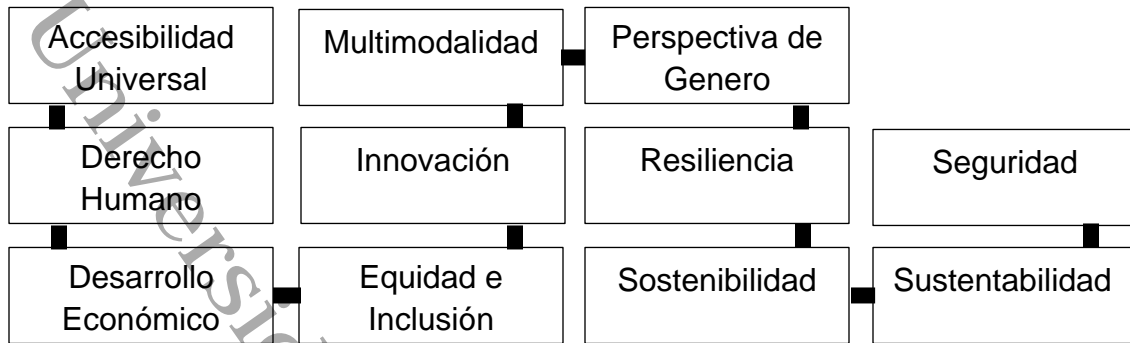 Accesibilidad
Universal
Multimodalidad
Perspectiva de
Genero
Derecho
Humano
Innovación
Resiliencia
Seguridad
Desarrollo
Económico
Equidad e
Inclusión
Sostenibilidad
Sustentabilidad